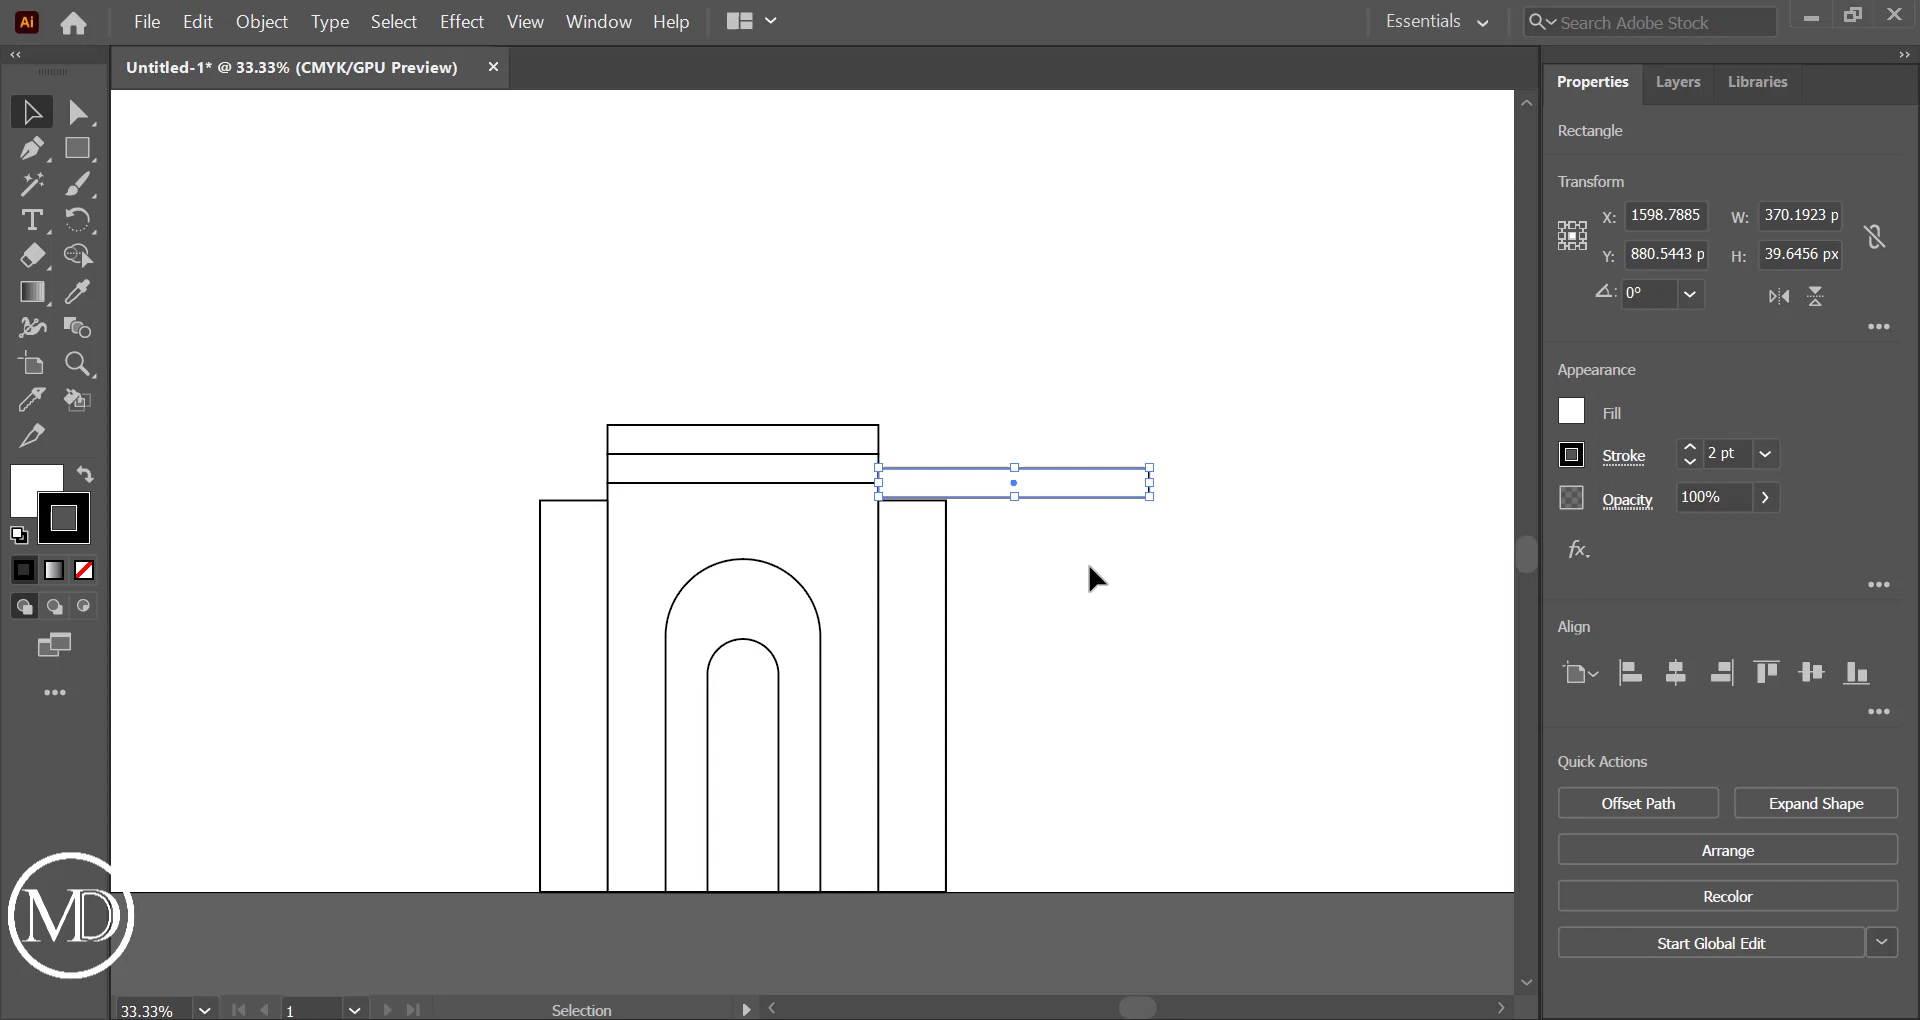 Ai File Edit Object Type Select Effect View Window Help Essentials Search Adobe Stock
Untitled-1* @ 33.33% (CMYK/GPU Preview)
Properties Layers Libraries
Rectangle
Transform
X: 1598.7885 W: 370.1923 p
Y: 880.5443 p H: 39.6456 px
0°
Appearance
Fill
Stroke 2 pt
Opacity 100%
fx.
Align
Quick Actions
Offset Path Expand Shape
Arrange
Recolor
Start Global Edit
MD
33.33% 1 Selection